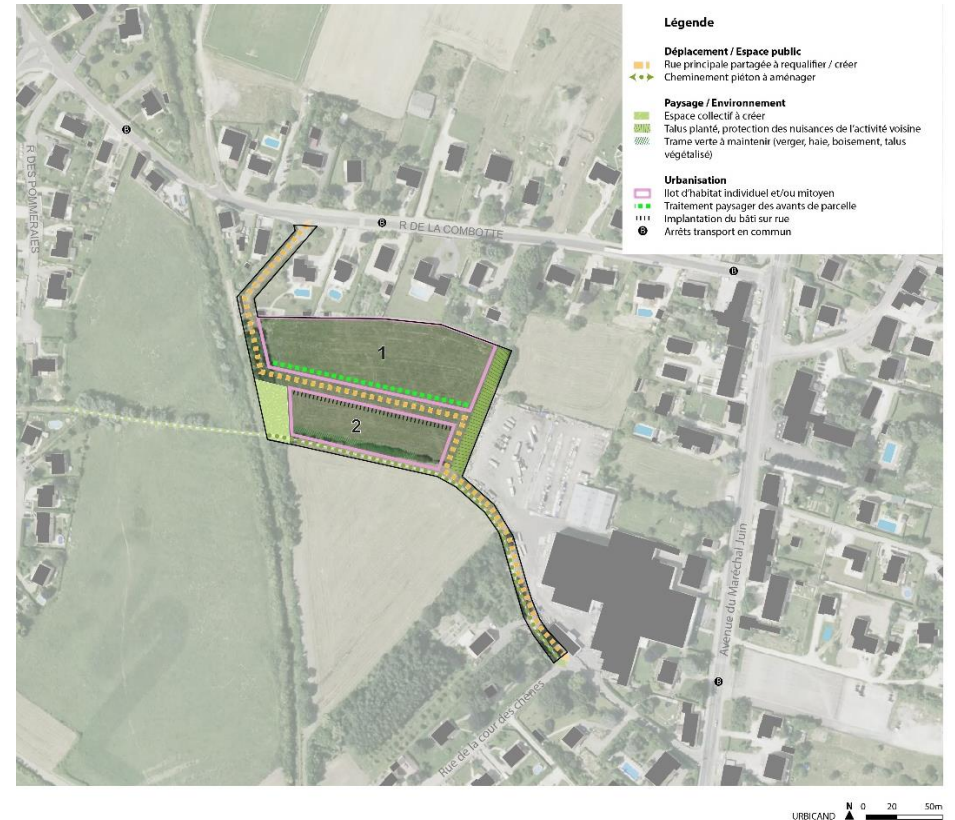 Légende
Déplacement / Espace public
Rue principale partagée à requalifier / créer
Cheminement piéton à aménager
Paysage / Environnement
Espace collectif à créer
Talus planté, protection des nuisances de l'activité voisine
Trame verte à maintenir (verger, haie, boisement, talus
végétalisé)
Urbanisation
Ilot d'habitat individuel et/ou mitoyen
Traitement paysager des avants de parcelle
Implantation du bâti sur rue
B Arrêts transport en commun
B
R DES POMMERAIES
B
R DE LA COMBOTTE
B
1
2
Avenue du Maréchal Juin
B
Rue de la cour des chênes
URBICAND
N 0 20 50m